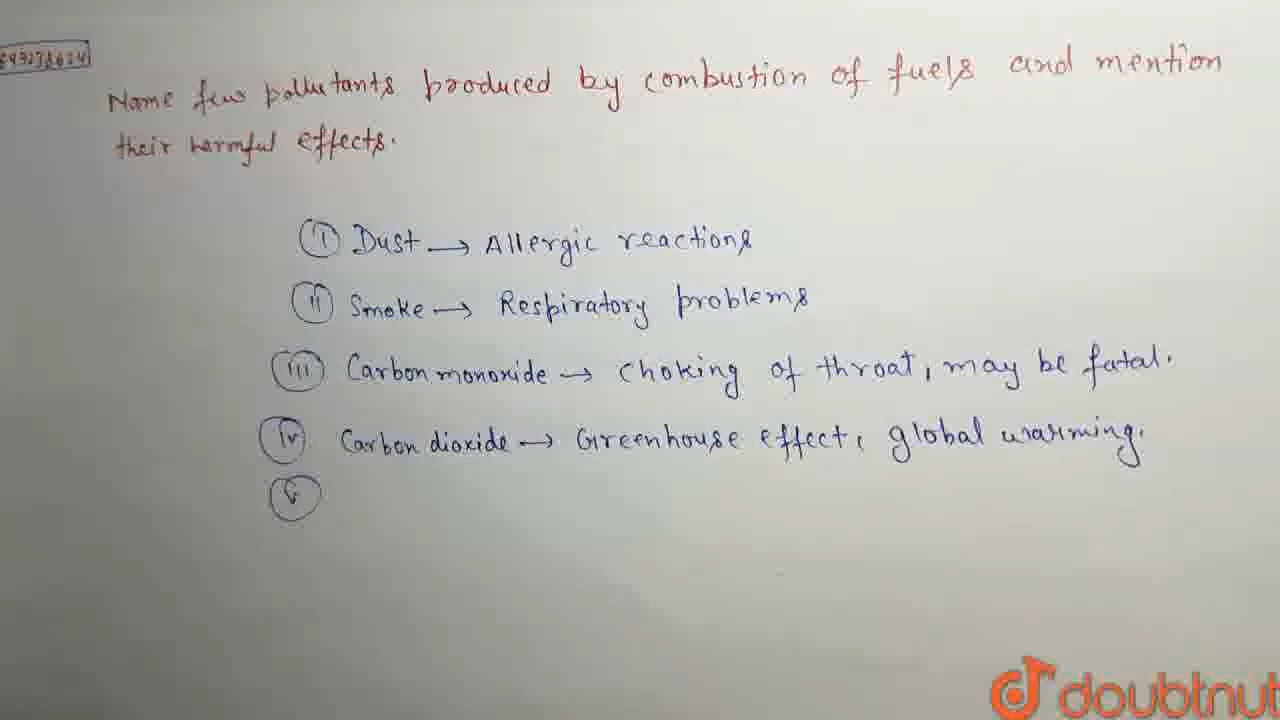 Name few pollutants produced by combustion of fuels and mention
their harmful effects.
(i) Dust → Allergic reactions
(ii) Smoke → Respiratory problems
(iii) Carbon monoxide → Choking of throat, may be fatal.
(iv) Carbon dioxide → Greenhouse effect, global warming.
(v)
doubtnut